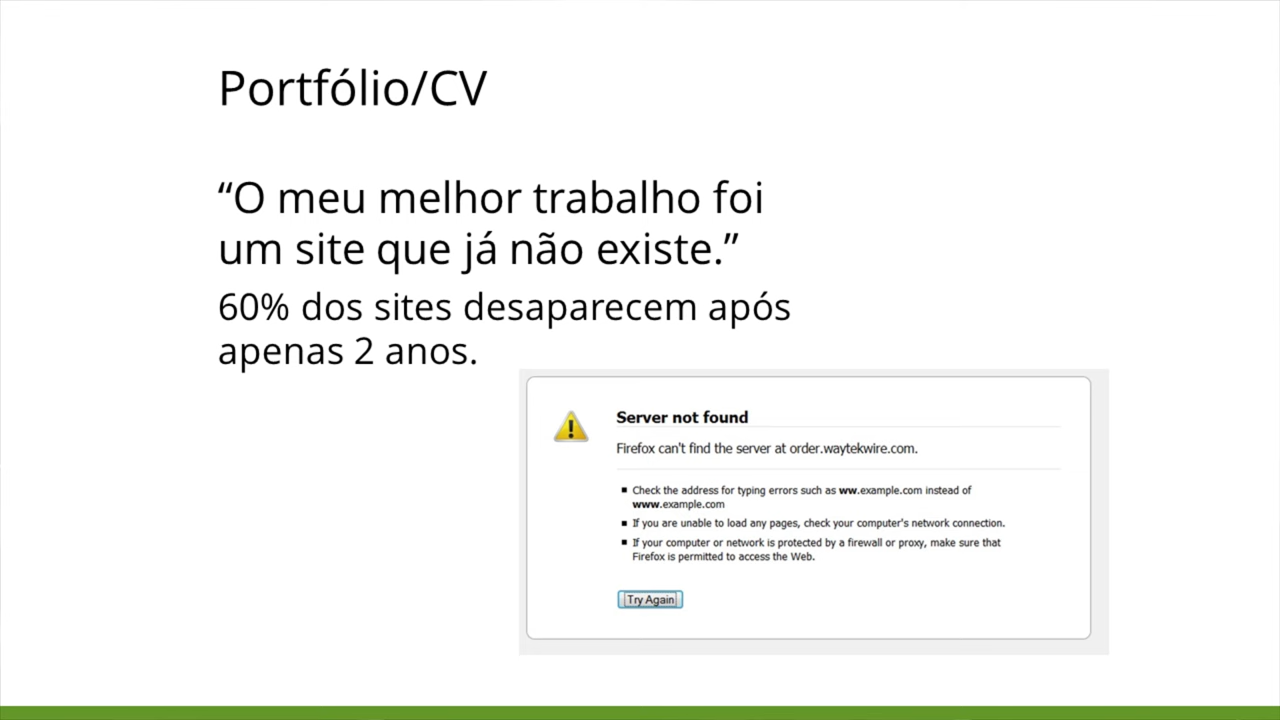 Portfólio/CV
“O meu melhor trabalho foi
um site que já não existe.”
60% dos sites desaparecem após
apenas 2 anos.
Server not found
Firefox can't find the server at order.waytekwire.com.
Check the address for typing errors such as ww.example.com instead of
www.example.com
If you are unable to load any pages, check your computer's network connection.
If your computer or network is protected by a firewall or proxy, make sure that
Firefox is permitted to access the Web.
Try Again